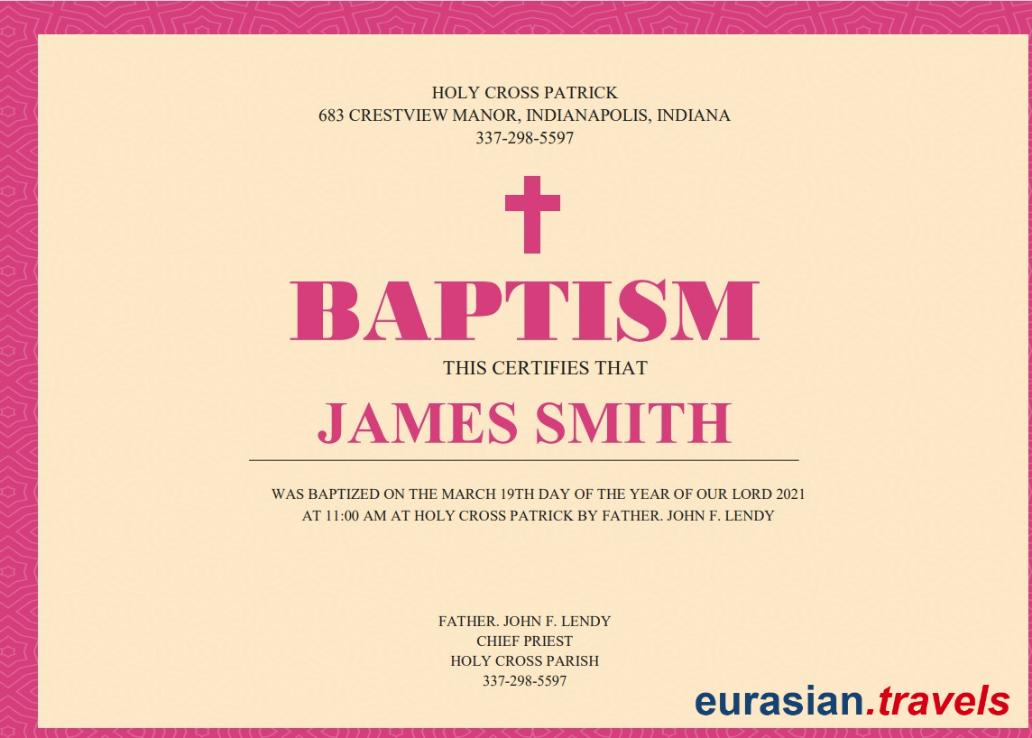 HOLY CROSS PATRICK
683 CRESTVIEW MANOR, INDIANAPOLIS, INDIANA
337-298-5597
BAPTISM
THIS CERTIFIES THAT
JAMES SMITH
WAS BAPTIZED ON THE MARCH 19TH DAY OF THE YEAR OF OUR LORD 2021
AT 11:00 AM AT HOLY CROSS PATRICK BY FATHER. JOHN F. LENDY
FATHER. JOHN F. LENDY
CHIEF PRIEST
HOLY CROSS PARISH
337-298-5597
eurasian.travels